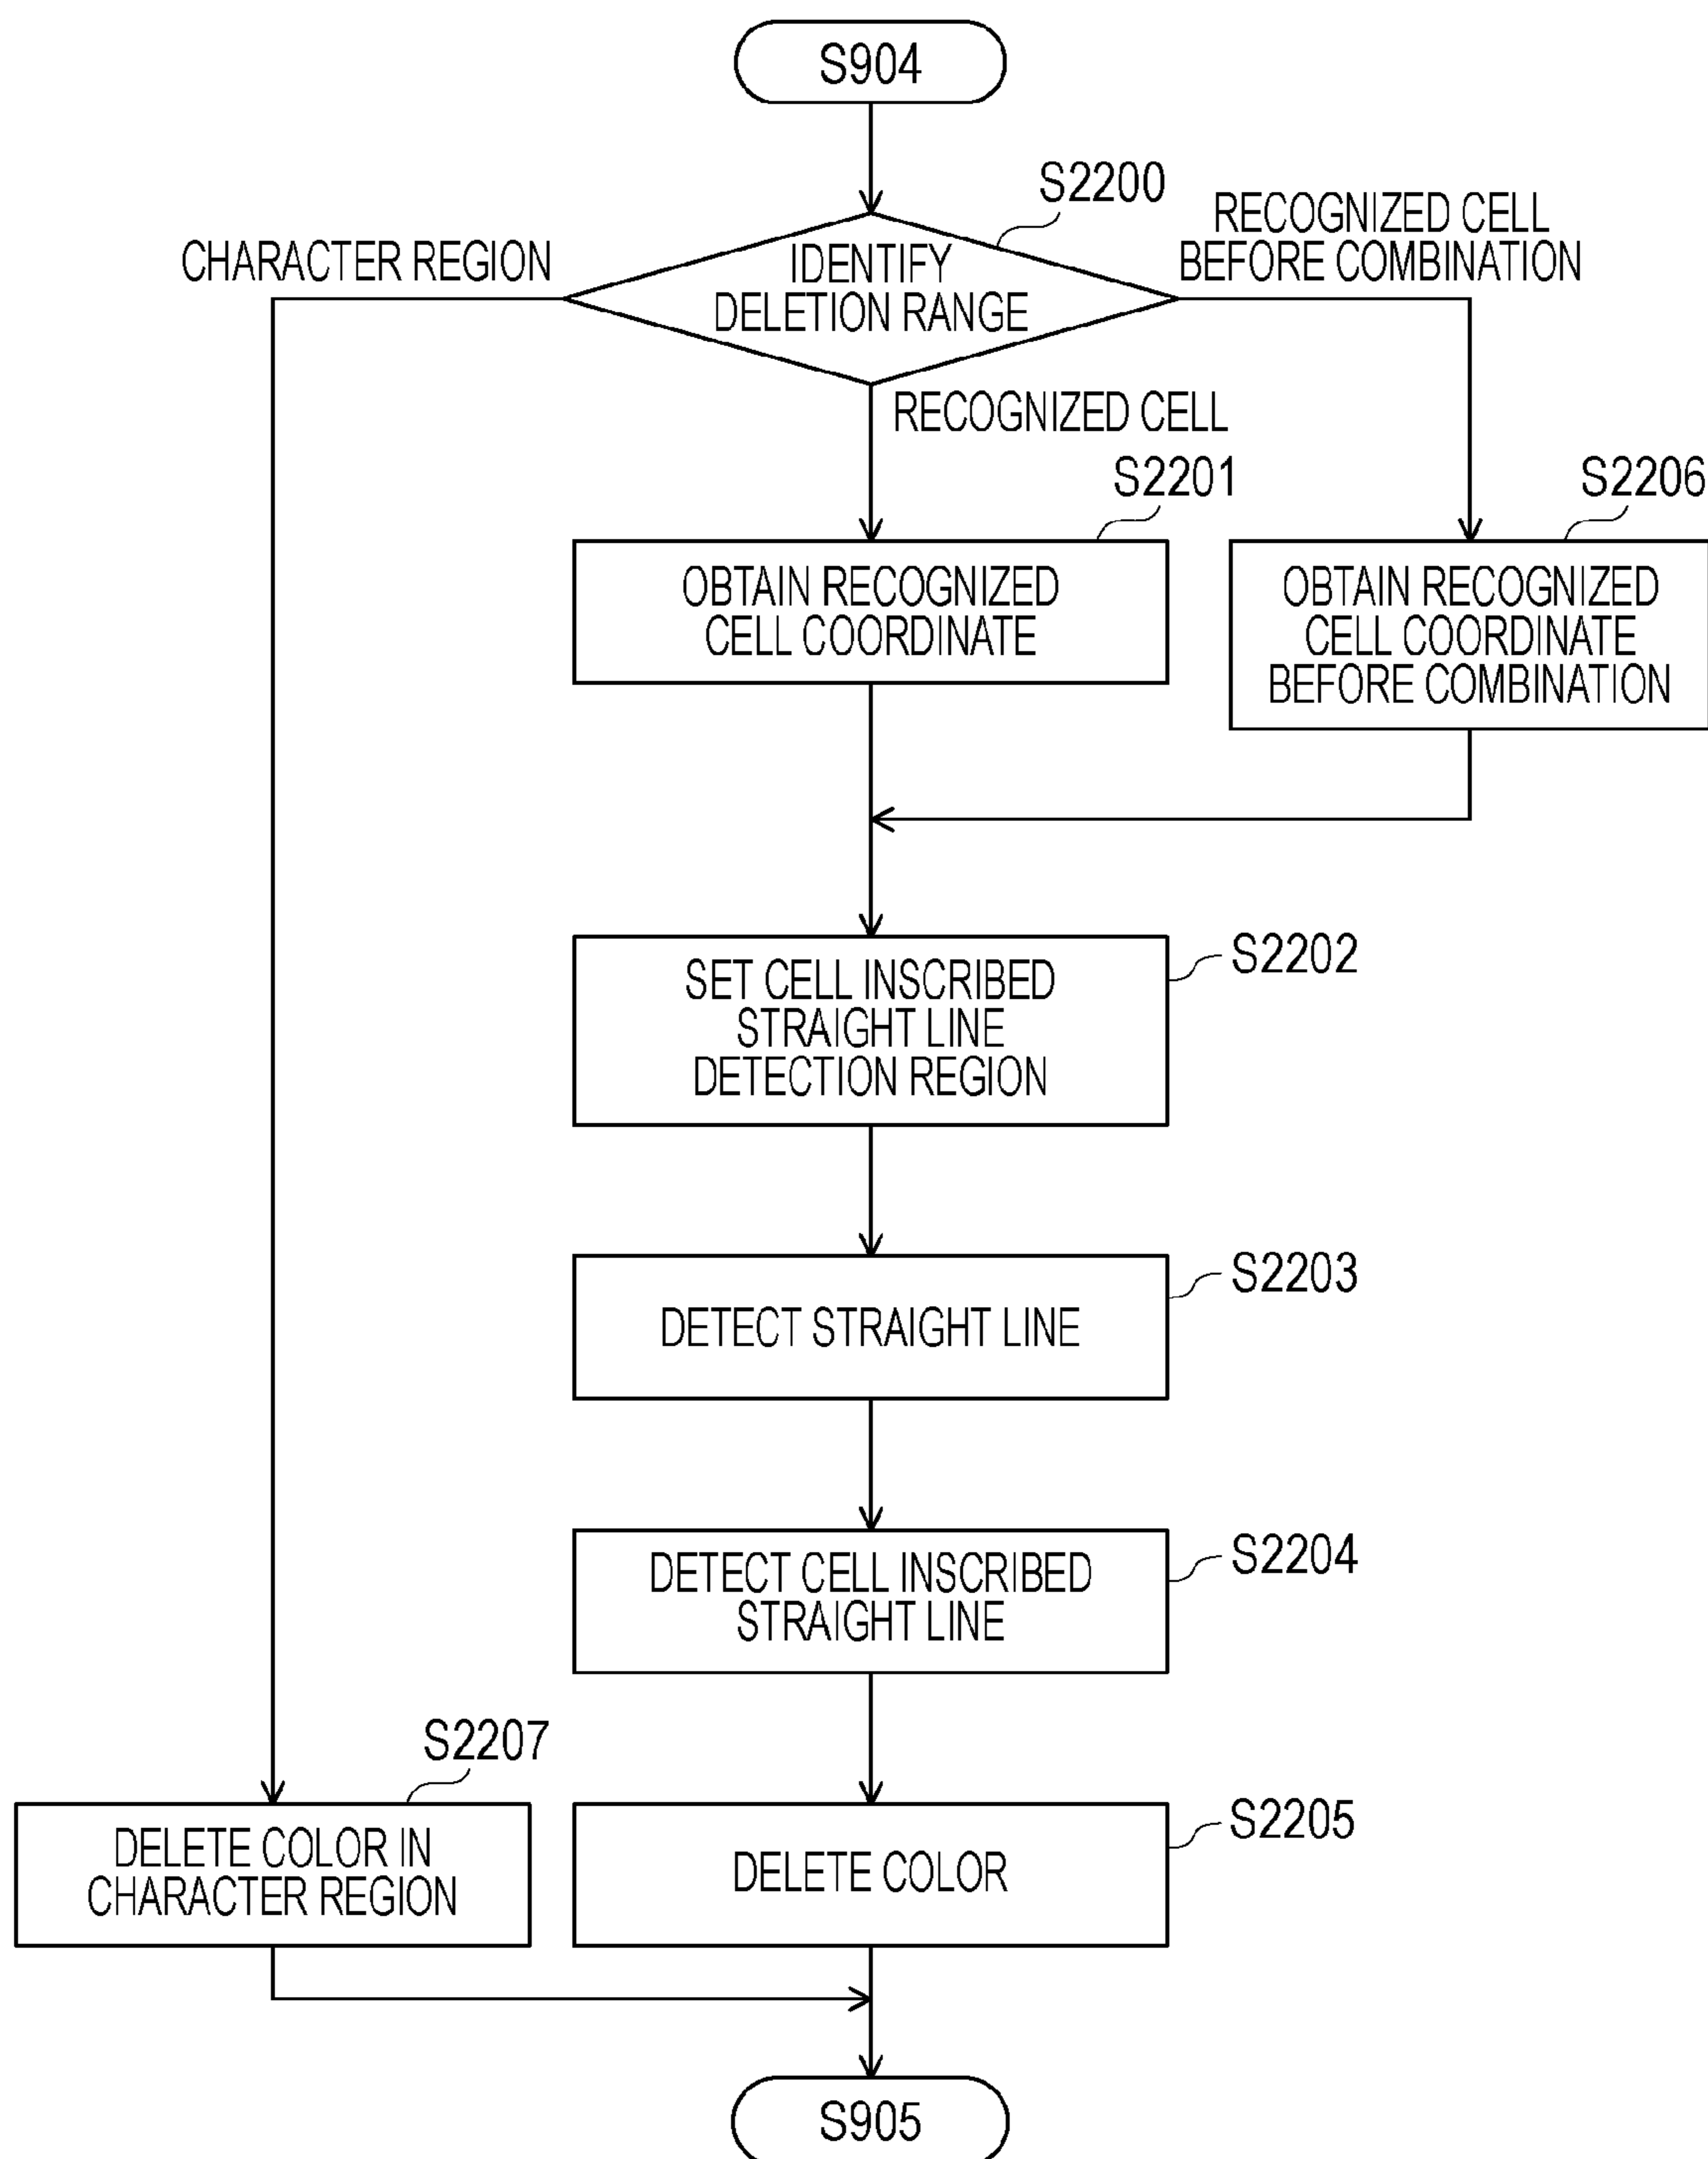 S904
S2200
IDENTIFY
DELETION RANGE
CHARACTER REGION
RECOGNIZED CELL
BEFORE COMBINATION
RECOGNIZED CELL
S2201
OBTAIN RECOGNIZED
CELL COORDINATE
S2206
OBTAIN RECOGNIZED
CELL COORDINATE
BEFORE COMBINATION
S2202
SET CELL INSCRIBED
STRAIGHT LINE
DETECTION REGION
S2203
DETECT STRAIGHT LINE
S2204
DETECT CELL INSCRIBED
STRAIGHT LINE
S2207
DELETE COLOR IN
CHARACTER REGION
S2205
DELETE COLOR
S905